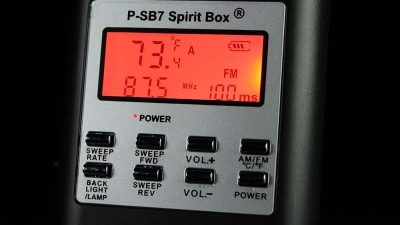 P-SB7 Spirit Box ®
73.4 °F A
FM
87.5 MHz 100 ms
POWER
SWEEP RATE
SWEEP FWD
VOL.+
AM/FM °C/°F
BACK LIGHT /LAMP
SWEEP REV
VOL.–
POWER